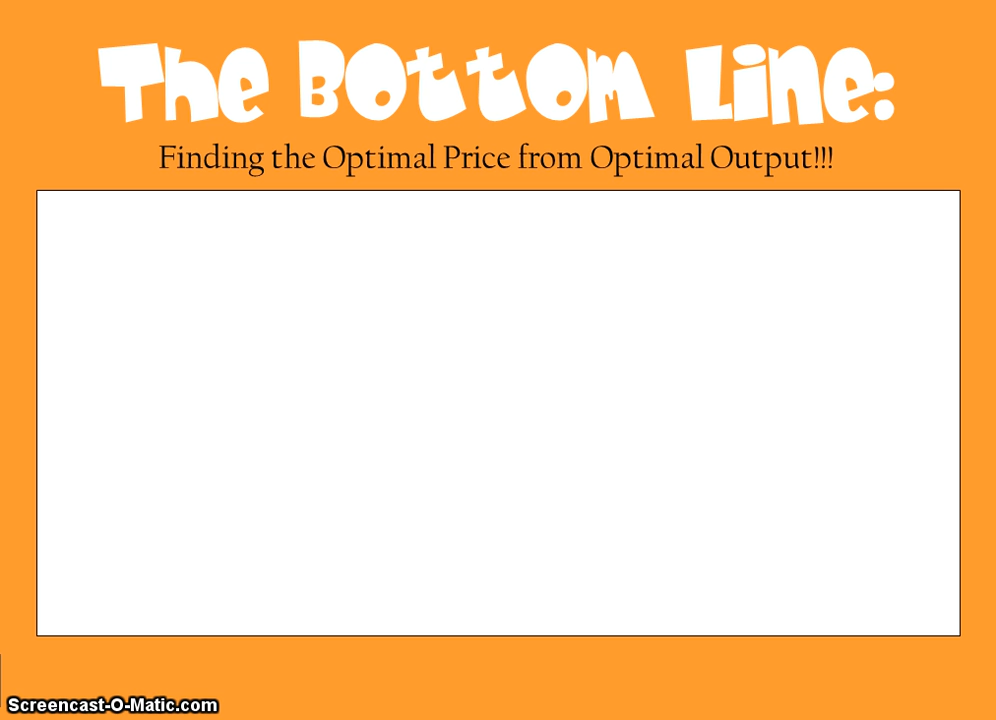 The Bottom Line:
Finding the Optimal Price from Optimal Output!!!
Screencast-O-Matic.com